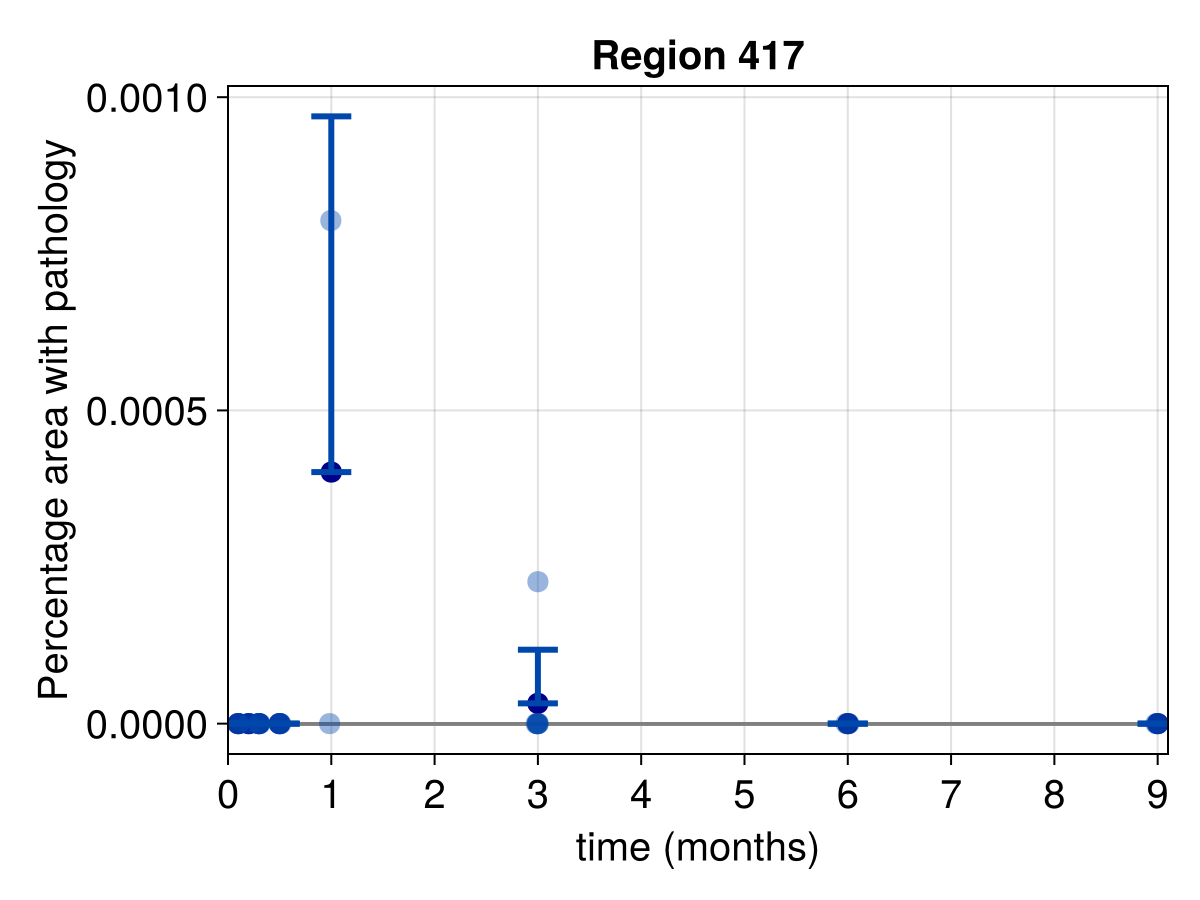 Region 417
Percentage area with pathology
0.0010
0.0005
0.0000
0 1 2 3 4 5 6 7 8 9
time (months)